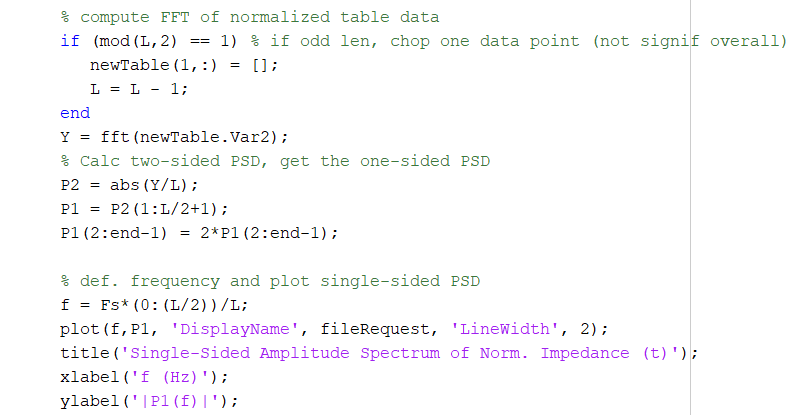 % compute FFT of normalized table data
if (mod(L,2) == 1) % if odd len, chop one data point (not signif overall)
newTable(1,:) = [];
L = L - 1;
end
Y = fft(newTable.Var2);
% Calc two-sided PSD, get the one-sided PSD
P2 = abs(Y/L);
P1 = P2(1:L/2+1);
P1(2:end-1) = 2*P1(2:end-1);
% def. frequency and plot single-sided PSD
f = Fs*(0:(L/2))/L;
plot(f,P1, 'DisplayName', fileRequest, 'LineWidth', 2);
title('Single-Sided Amplitude Spectrum of Norm. Impedance (t)');
xlabel('f (Hz)');
ylabel('|P1(f)|');